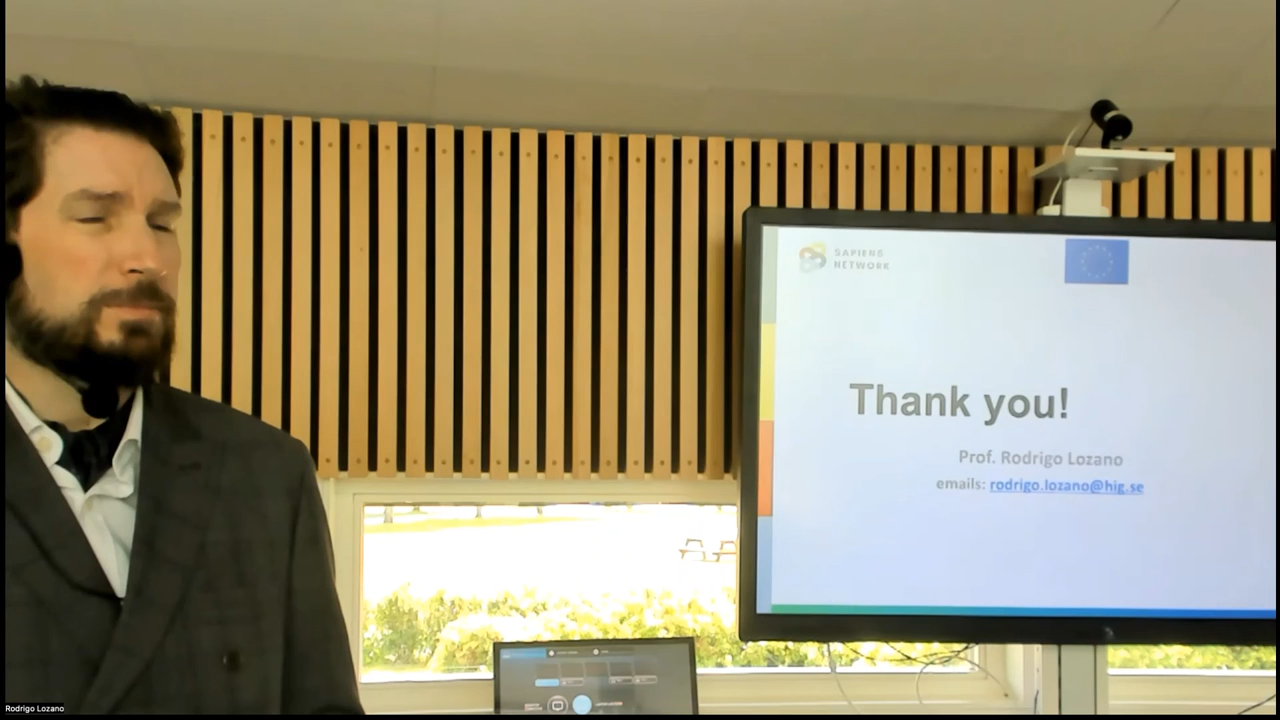 SAPIENS
NETWORK
Thank you!
Prof. Rodrigo Lozano
emails: rodrigo.lozano@hig.se
Rodrigo Lozano